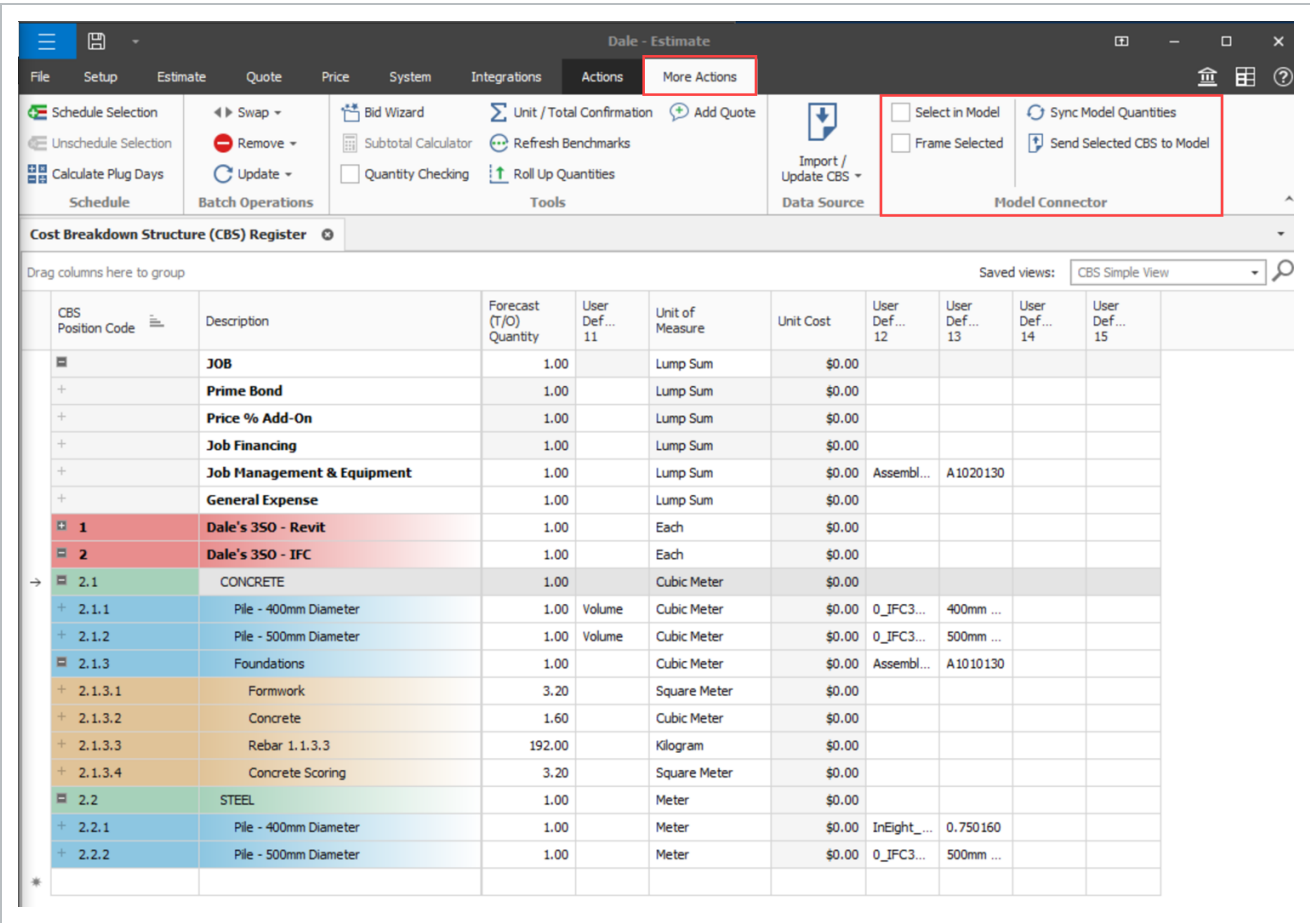 Dale - Estimate
File Setup Estimate Quote Price System Integrations Actions More Actions
Schedule Selection Swap Bid Wizard Unit / Total Confirmation Add Quote Select in Model Sync Model Quantities
Unschedule Selection Remove Subtotal Calculator Refresh Benchmarks Frame Selected Send Selected CBS to Model
Import /
Calculate Plug Days Update Quantity Checking Roll Up Quantities Update CBS
Schedule Batch Operations Tools Data Source Model Connector
Cost Breakdown Structure (CBS) Register
Drag columns here to group Saved views: CBS Simple View
CBS Position Code Description Forecast (T/O) Quantity User Def... 11 Unit of Measure Unit Cost User Def... 12 User Def... 13 User Def... 14 User Def... 15
JOB 1.00 Lump Sum $0.00
Prime Bond 1.00 Lump Sum $0.00
Price % Add-On 1.00 Lump Sum $0.00
Job Financing 1.00 Lump Sum $0.00
Job Management & Equipment 1.00 Lump Sum $0.00 Assembl... A1020130
General Expense 1.00 Lump Sum $0.00
1 Dale's 3SO - Revit 1.00 Each $0.00
2 Dale's 3SO - IFC 1.00 Each $0.00
2.1 CONCRETE 1.00 Cubic Meter $0.00
2.1.1 Pile - 400mm Diameter 1.00 Volume Cubic Meter $0.00 0_IFC3... 400mm ...
2.1.2 Pile - 500mm Diameter 1.00 Volume Cubic Meter $0.00 0_IFC3... 500mm ...
2.1.3 Foundations 1.00 Cubic Meter $0.00 Assembl... A1010130
2.1.3.1 Formwork 3.20 Square Meter $0.00
2.1.3.2 Concrete 1.60 Cubic Meter $0.00
2.1.3.3 Rebar 1.1.3.3 192.00 Kilogram $0.00
2.1.3.4 Concrete Scoring 3.20 Square Meter $0.00
2.2 STEEL 1.00 Meter $0.00
2.2.1 Pile - 400mm Diameter 1.00 Meter $0.00 InEight_... 0.750160
2.2.2 Pile - 500mm Diameter 1.00 Meter $0.00 0_IFC3... 500mm ...